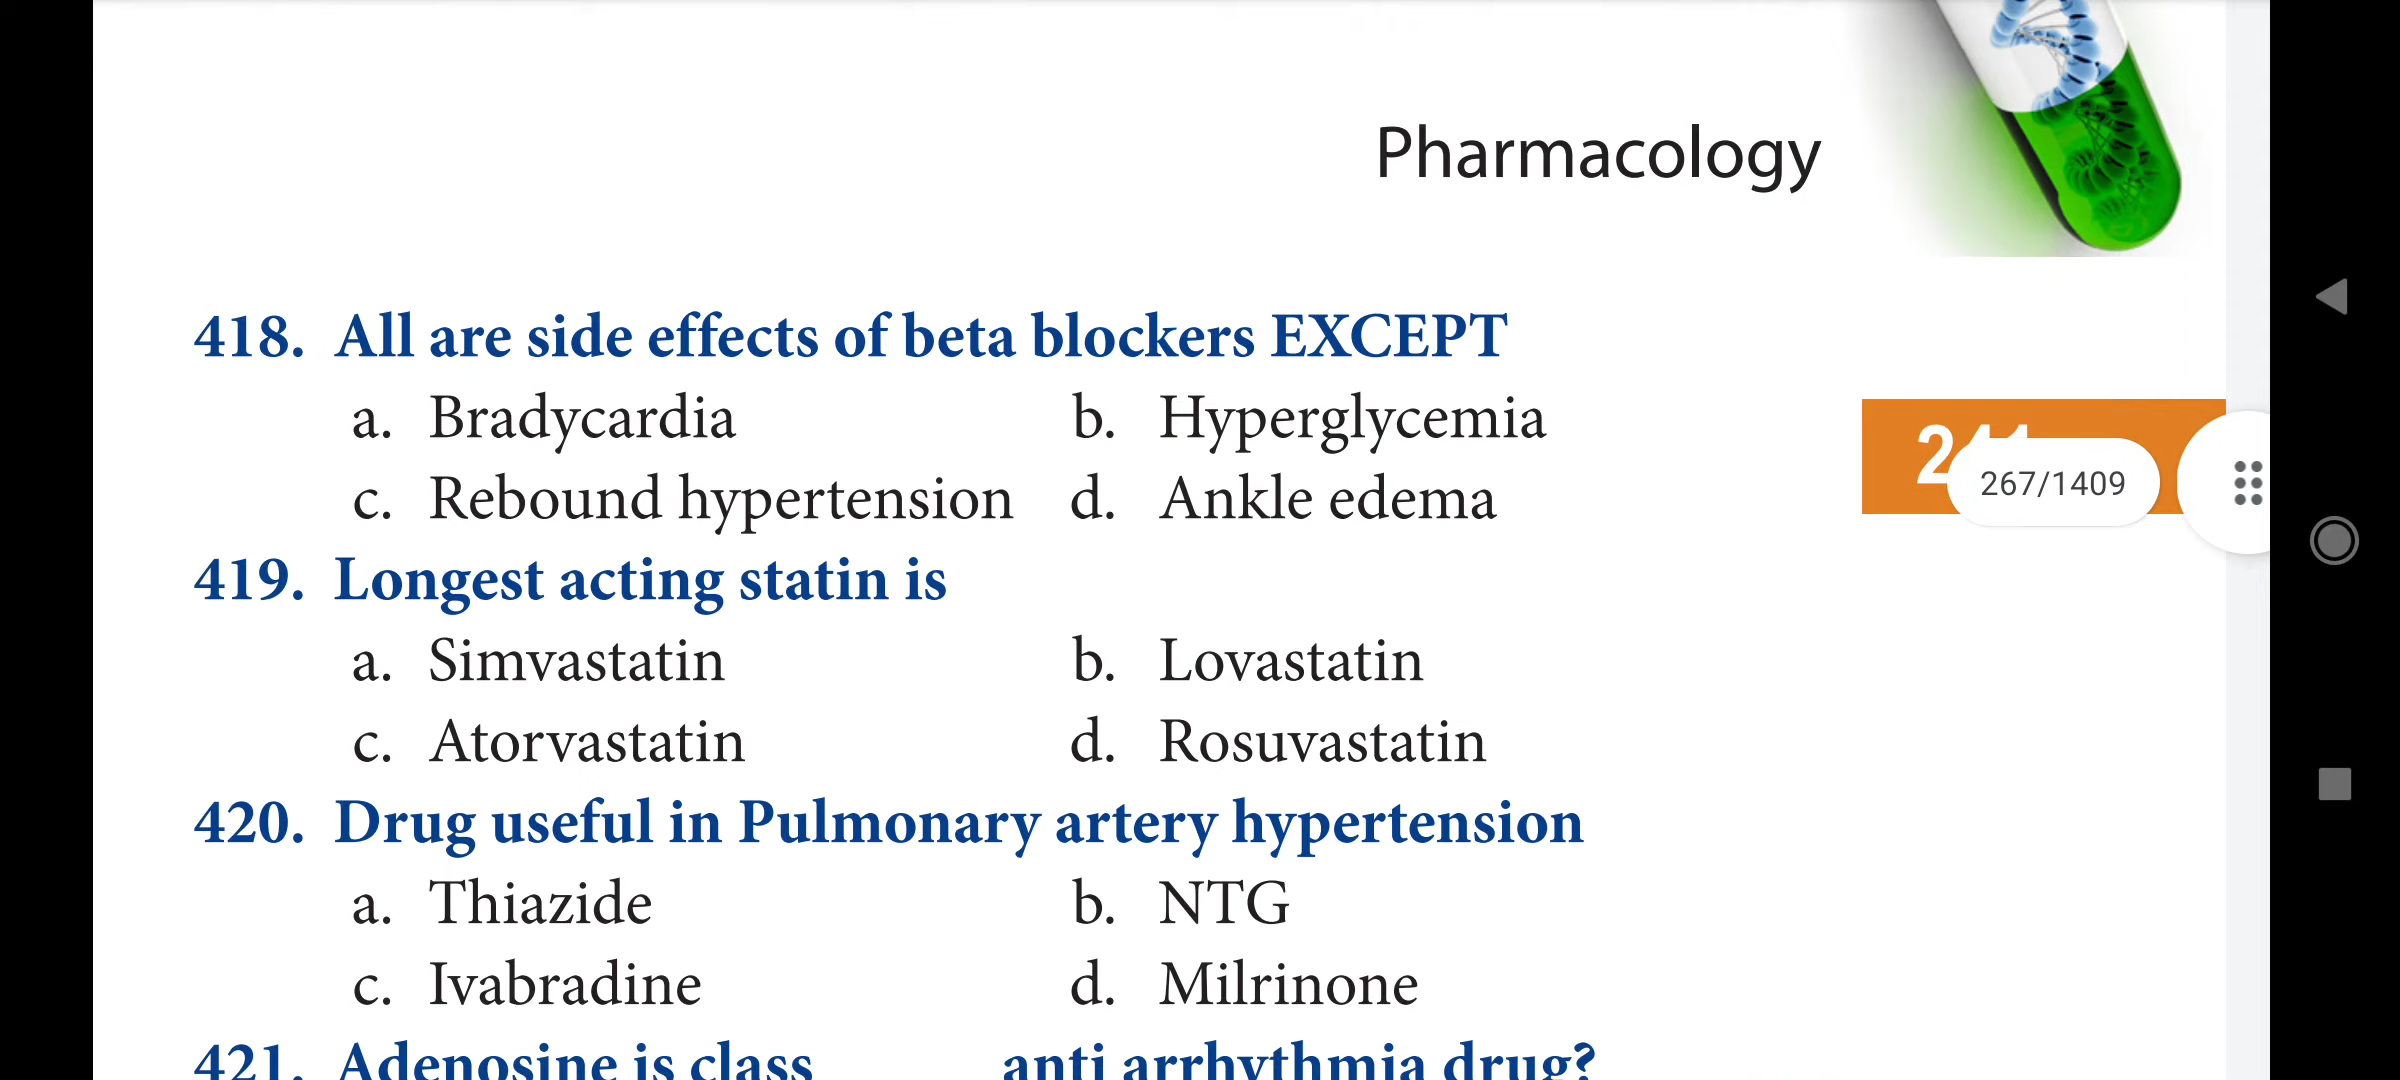 Pharmacology
418. All are side effects of beta blockers EXCEPT
a. Bradycardia b. Hyperglycemia
c. Rebound hypertension d. Ankle edema
267/1409
419. Longest acting statin is
a. Simvastatin b. Lovastatin
c. Atorvastatin d. Rosuvastatin
420. Drug useful in Pulmonary artery hypertension
a. Thiazide b. NTG
c. Ivabradine d. Milrinone
421. Adenosine is class anti arrhythmia drug?